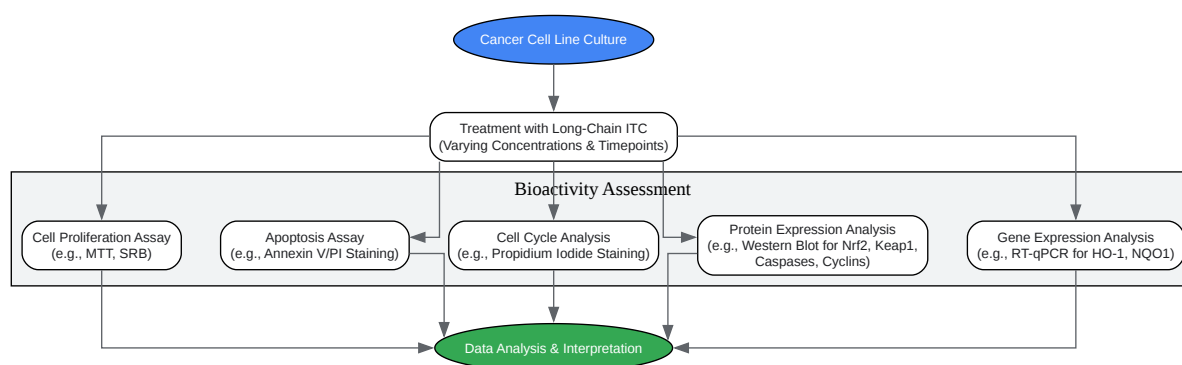 Cancer Cell Line Culture
Treatment with Long-Chain ITC
(Varying Concentrations & Timepoints)
Bioactivity Assessment
Cell Proliferation Assay
(e.g., MTT, SRB)
Apoptosis Assay
(e.g., Annexin V/PI Staining)
Cell Cycle Analysis
(e.g., Propidium Iodide Staining)
Protein Expression Analysis
(e.g., Western Blot for Nrf2, Keap1,
Caspases, Cyclins)
Gene Expression Analysis
(e.g., RT-qPCR for HO-1, NQO1)
Data Analysis & Interpretation